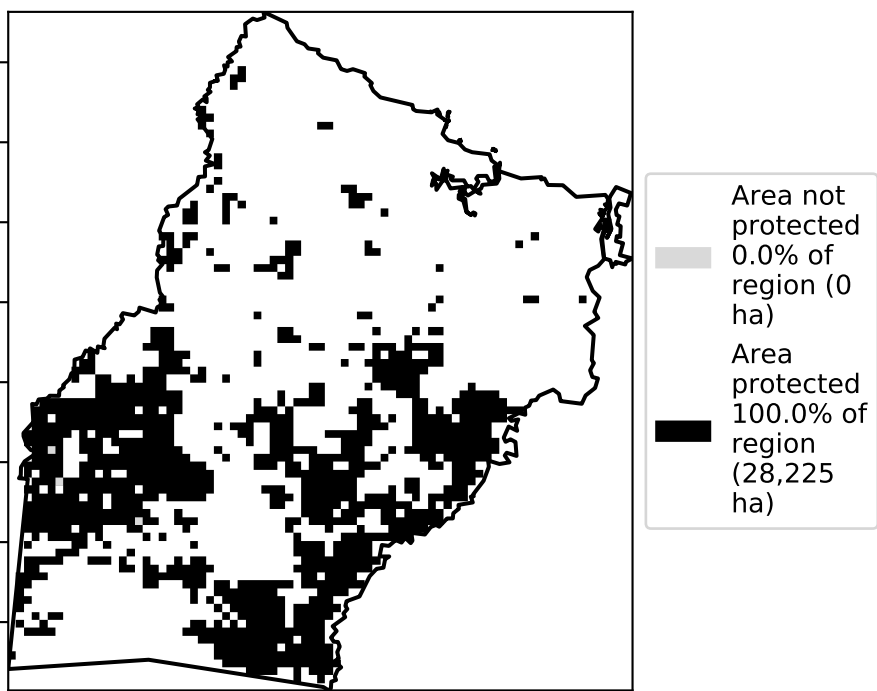 Area not
protected
0.0% of
region (0
ha)
Area
protected
100.0% of
region
(28,225
ha)